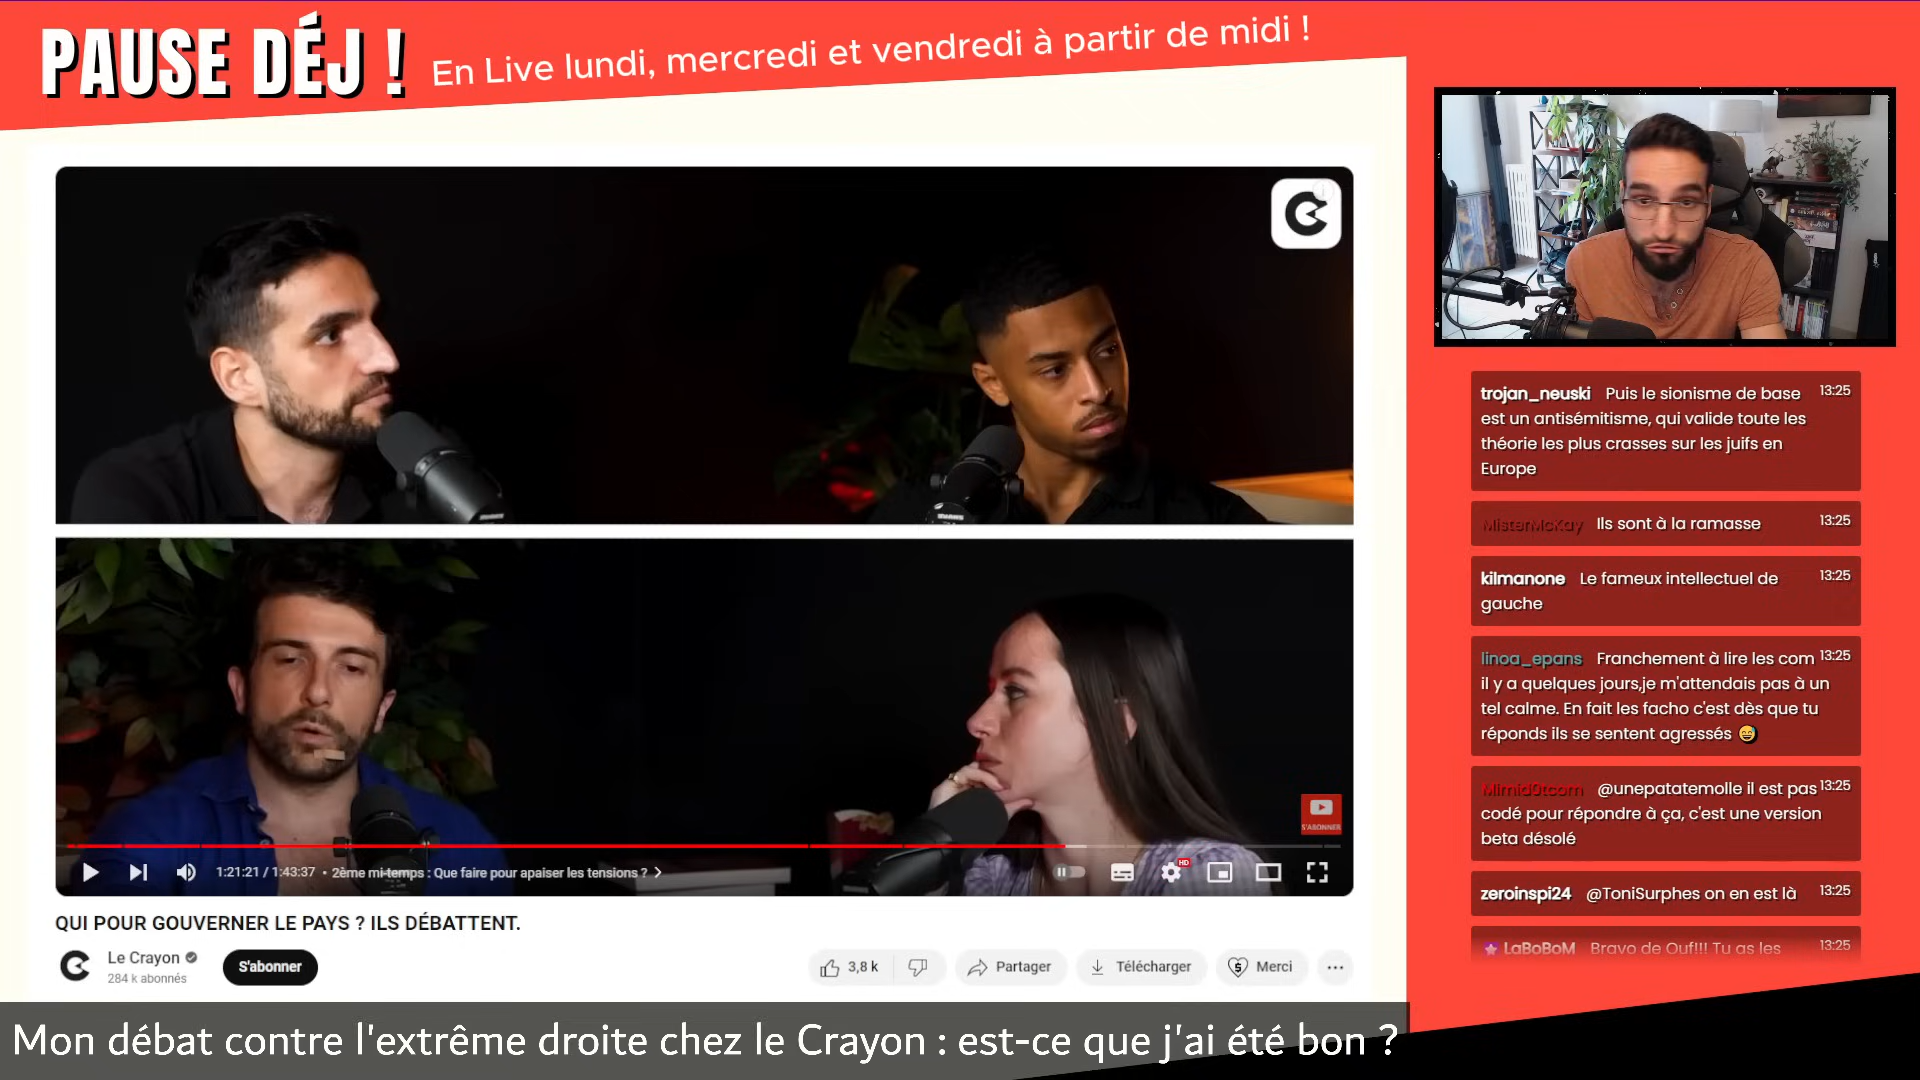 PAUSE DÉJ !
En Live lundi, mercredi et vendredi à partir de midi !
trojan_neuski Puis le sionisme de base 13:25
est un antisémitisme, qui valide toute les
théorie les plus crasses sur les juifs en
Europe
MisterMcKay Ils sont à la ramasse 13:25
kilmanone Le fameux intellectuel de 13:25
gauche
linoa_epans Franchement à lire les com 13:25
il y a quelques jours,je m'attendais pas à un
tel calme. En fait les facho c'est dès que tu
réponds ils se sentent agressés 😅
Mimid0tcom @unepatatemolle il est pas 13:25
codé pour répondre à ça, c'est une version
beta désolé
zeroinspi24 @ToniSurphes on en est là 13:25
LaBoBoM Bravo de Ouf!!! Tu as les 13:25
S'ABONNER
1:21:21 / 1:43:37 • 2ème mi-temps : Que faire pour apaiser les tensions ? >
HD
QUI POUR GOUVERNER LE PAYS ? ILS DÉBATTENT.
Le Crayon
284 k abonnés
S'abonner
3,8 k
Partager
Télécharger
Merci
Mon débat contre l'extrême droite chez le Crayon : est-ce que j'ai été bon ?